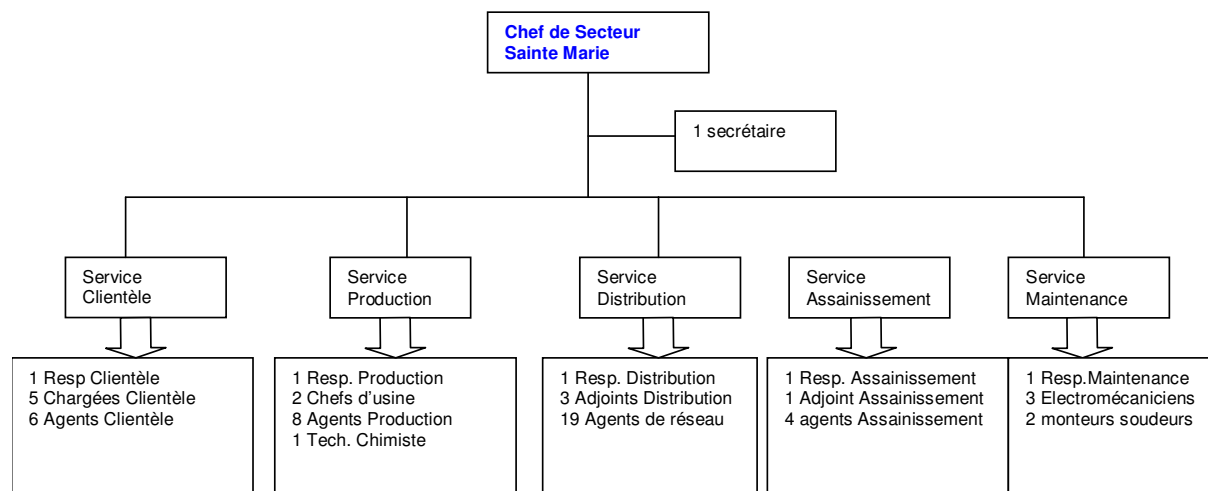 Chef de Secteur
Sainte Marie
1 secrétaire
Service
Clientèle
Service
Production
Service
Distribution
Service
Assainissement
Service
Maintenance
1 Resp Clientèle
5 Chargées Clientèle
6 Agents Clientèle
1 Resp. Production
2 Chefs d'usine
8 Agents Production
1 Tech. Chimiste
1 Resp. Distribution
3 Adjoints Distribution
19 Agents de réseau
1 Resp. Assainissement
1 Adjoint Assainissement
4 agents Assainissement
1 Resp.Maintenance
3 Electromécaniciens
2 monteurs soudeurs